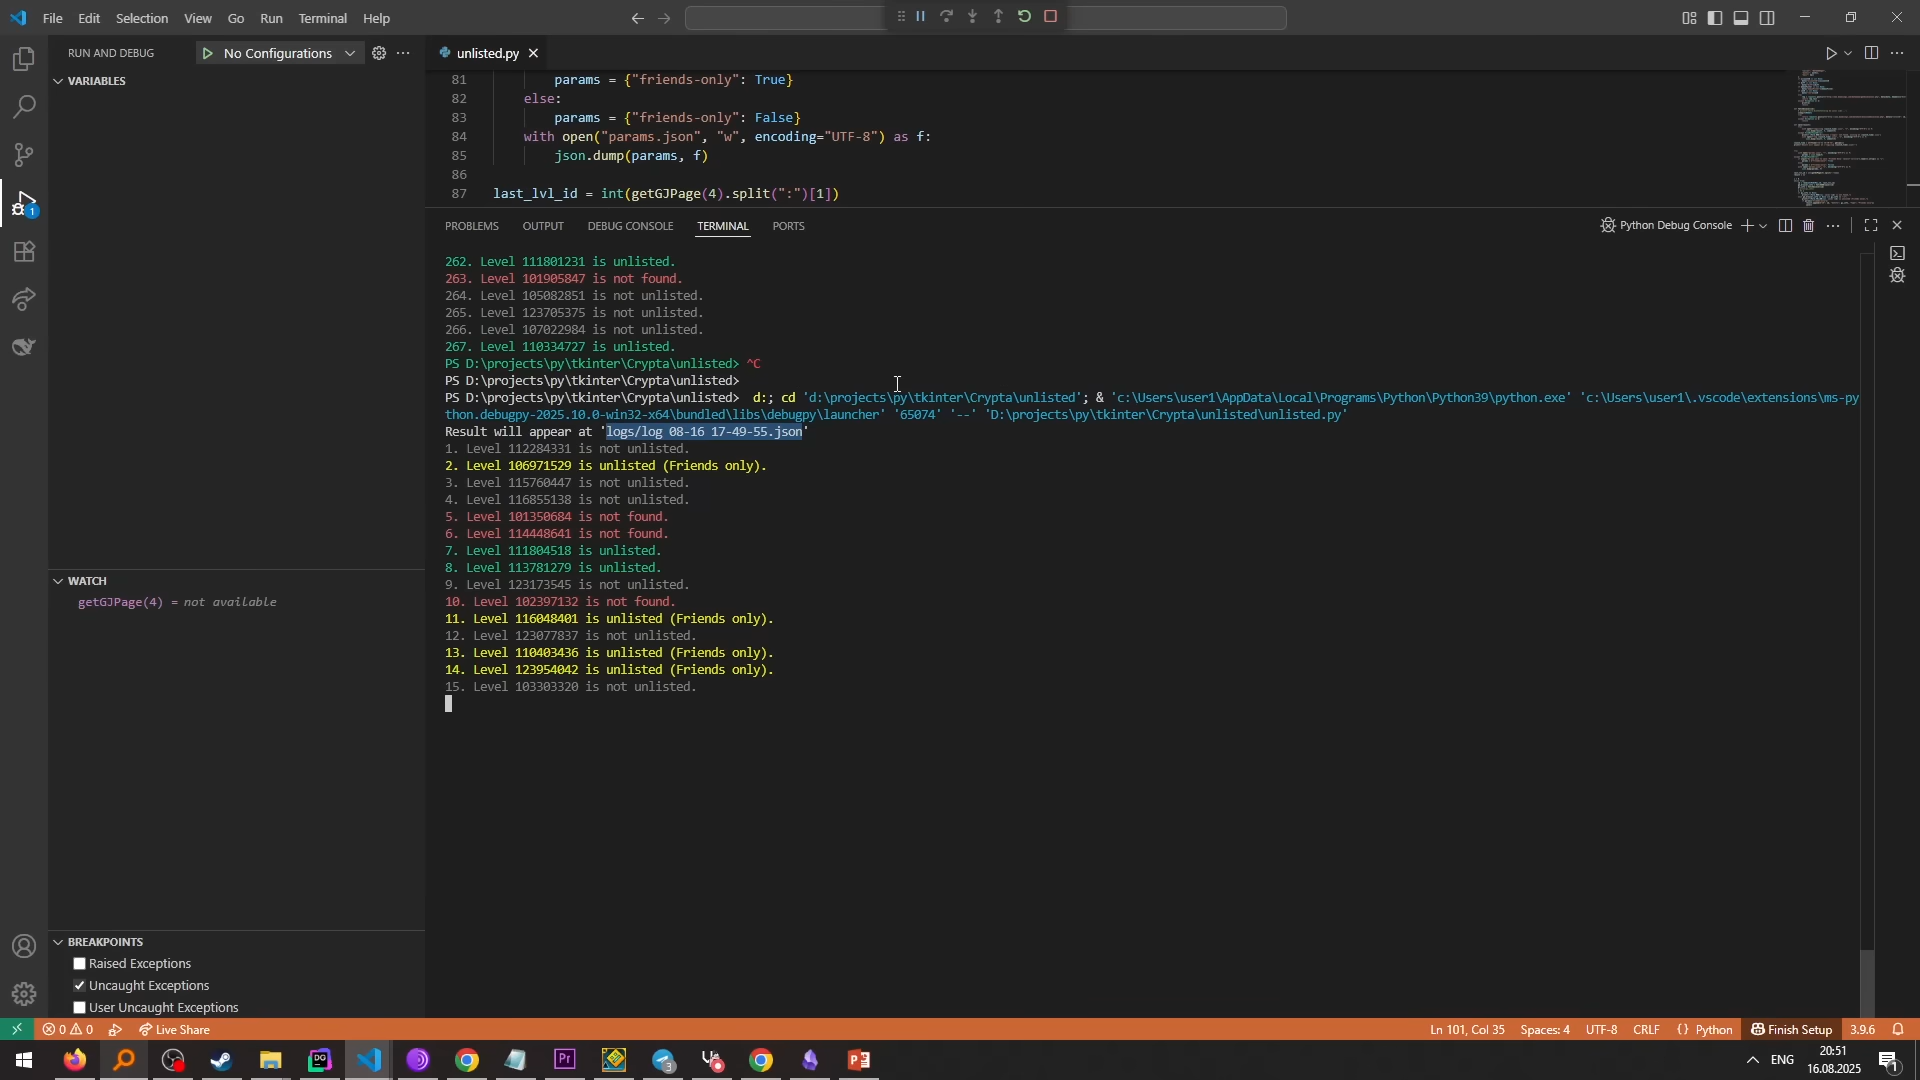 File Edit Selection View Go Run Terminal Help
RUN AND DEBUG No Configurations
VARIABLES
WATCH
getGJPage(4) = not available
BREAKPOINTS
Raised Exceptions
Uncaught Exceptions
User Uncaught Exceptions
unlisted.py
81 params = {"friends-only": True}
82 else:
83 params = {"friends-only": False}
84 with open("params.json", "w", encoding="UTF-8") as f:
85 json.dump(params, f)
86
87 last_lvl_id = int(getGJPage(4).split(":")[1])
PROBLEMS OUTPUT DEBUG CONSOLE TERMINAL PORTS
Python Debug Console
262. Level 111801231 is unlisted.
263. Level 101905847 is not found.
264. Level 105082851 is not unlisted.
265. Level 123705375 is not unlisted.
266. Level 107022984 is not unlisted.
267. Level 110334727 is unlisted.
PS D:\projects\py\tkinter\Crypta\unlisted> ^C
PS D:\projects\py\tkinter\Crypta\unlisted>
PS D:\projects\py\tkinter\Crypta\unlisted> d:; cd 'd:\projects\py\tkinter\Crypta\unlisted'; & 'c:\Users\user1\AppData\Local\Programs\Python\Python39\python.exe' 'c:\Users\user1\.vscode\extensions\ms-py
thon.debugpy-2025.10.0-win32-x64\bundled\libs\debugpy\launcher' '65074' '--' 'D:\projects\py\tkinter\Crypta\unlisted\unlisted.py'
Result will appear at 'logs/log 08-16 17-49-55.json'
1. Level 112284331 is not unlisted.
2. Level 106971529 is unlisted (Friends only).
3. Level 115760447 is not unlisted.
4. Level 116855138 is not unlisted.
5. Level 101350684 is not found.
6. Level 114448641 is not found.
7. Level 111804518 is unlisted.
8. Level 113781279 is unlisted.
9. Level 123173545 is not unlisted.
10. Level 102397132 is not found.
11. Level 116048401 is unlisted (Friends only).
12. Level 123077837 is not unlisted.
13. Level 110403436 is unlisted (Friends only).
14. Level 123954042 is unlisted (Friends only).
15. Level 103303320 is not unlisted.
0 0 Live Share
Ln 101, Col 35 Spaces: 4 UTF-8 CRLF {} Python Finish Setup 3.9.6
ENG 20:51
16.08.2025